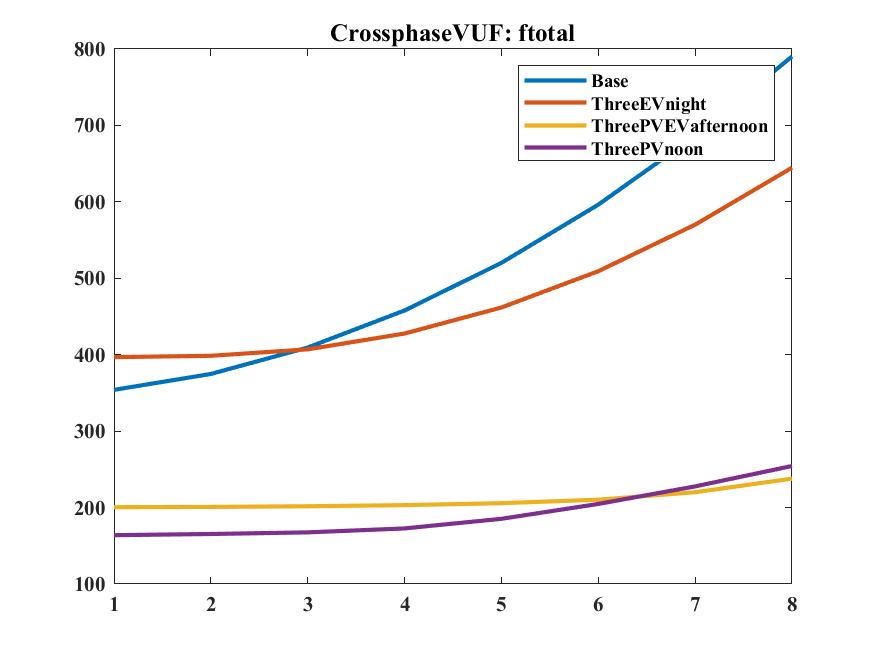 CrossphaseVUF: ftotal
800
700
600
500
400
300
200
100
Base
ThreeEVnight
ThreePVEVafternoon
ThreePVnoon
1 2 3 4 5 6 7 8